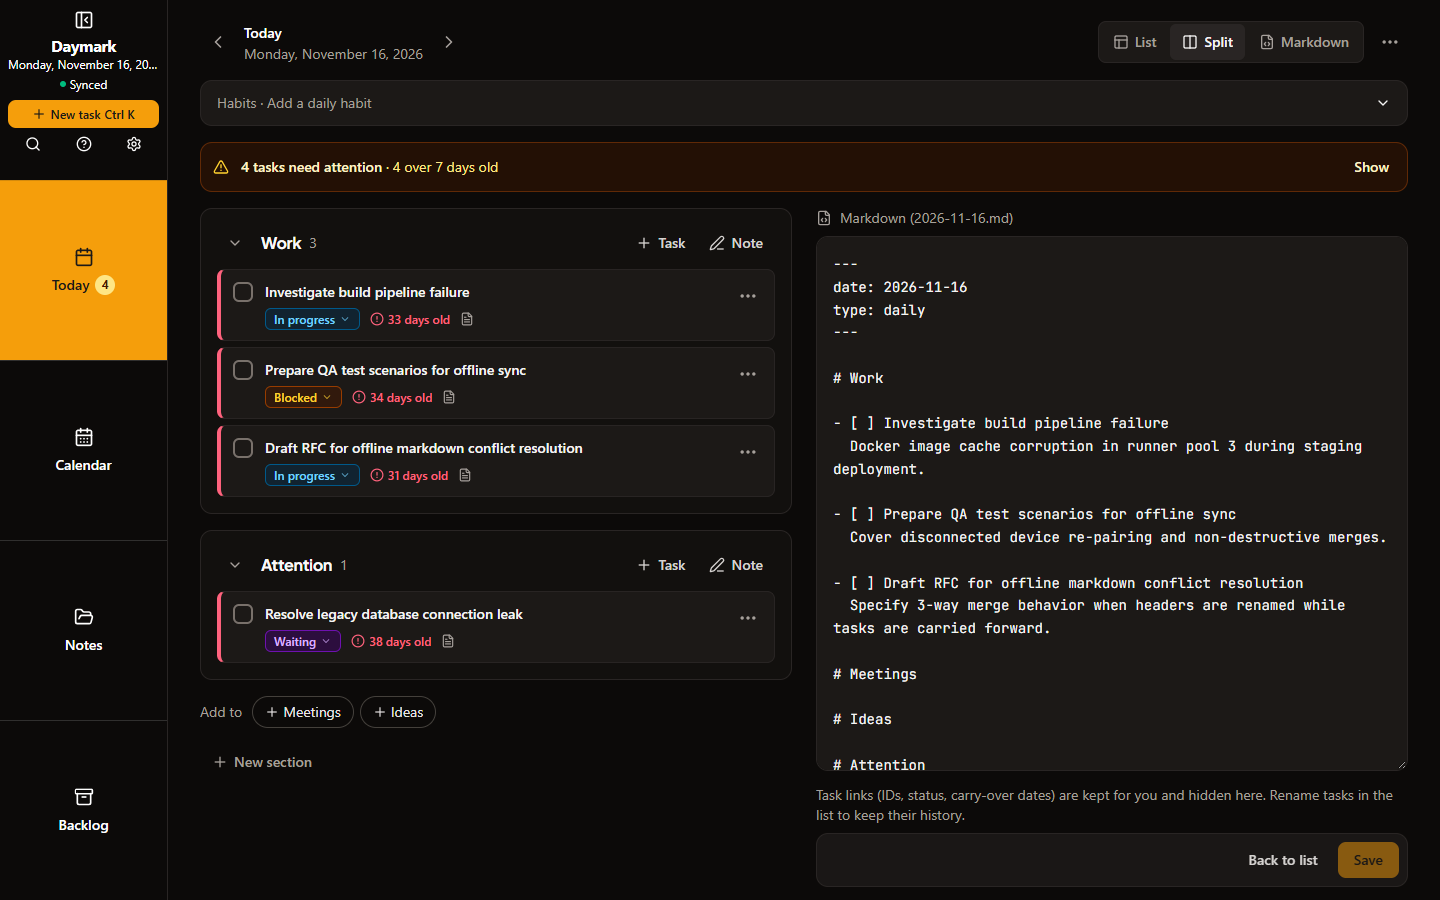 Daymark
Monday, November 16, 20...
Synced
+ New task Ctrl K
Today 4
Calendar
Notes
Backlog
Today
Monday, November 16, 2026
List
Split
Markdown
Habits · Add a daily habit
4 tasks need attention · 4 over 7 days old
Show
Work 3
+ Task
Note
Investigate build pipeline failure
In progress
33 days old
Prepare QA test scenarios for offline sync
Blocked
34 days old
Draft RFC for offline markdown conflict resolution
In progress
31 days old
Attention 1
+ Task
Note
Resolve legacy database connection leak
Waiting
38 days old
Add to
+ Meetings
+ Ideas
+ New section
Markdown (2026-11-16.md)
---
date: 2026-11-16
type: daily
---
# Work
- [ ] Investigate build pipeline failure
Docker image cache corruption in runner pool 3 during staging
deployment.
- [ ] Prepare QA test scenarios for offline sync
Cover disconnected device re-pairing and non-destructive merges.
- [ ] Draft RFC for offline markdown conflict resolution
Specify 3-way merge behavior when headers are renamed while
tasks are carried forward.
# Meetings
# Ideas
# Attention
Task links (IDs, status, carry-over dates) are kept for you and hidden here. Rename tasks in the
list to keep their history.
Back to list
Save